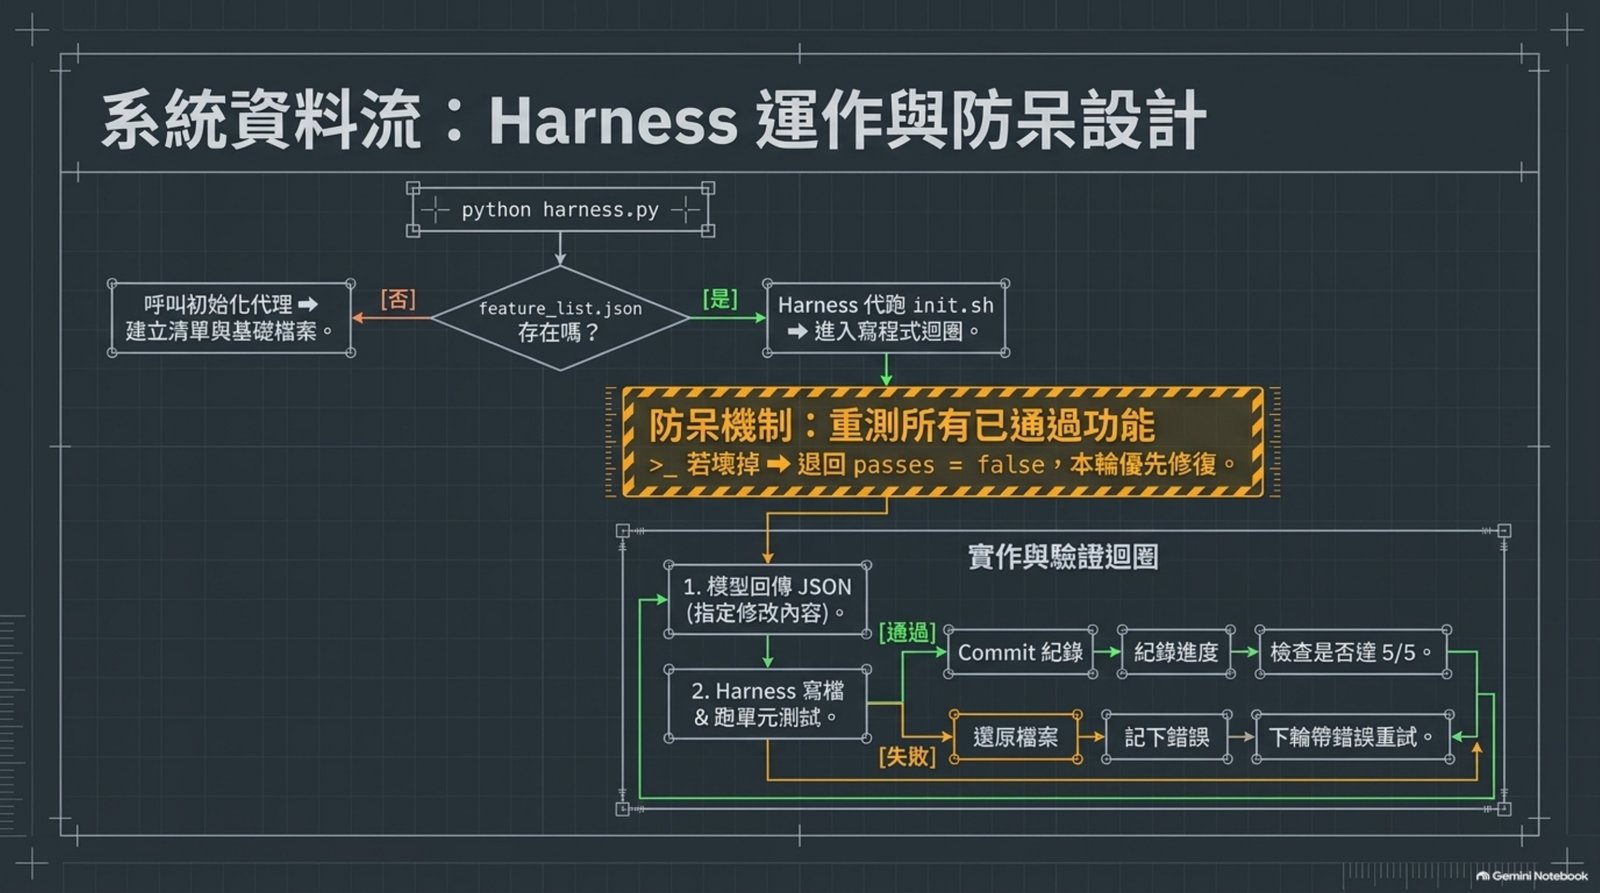 系統資料流：Harness 運作與防呆設計
python harness.py
呼叫初始化代理 ➡
建立清單與基礎檔案。
[否]
feature_list.json
存在嗎？
[是]
Harness 代跑 init.sh
➡ 進入寫程式迴圈。
防呆機制：重測所有已通過功能
>_ 若壞掉 ➡ 退回 passes = false，本輪優先修復。
實作與驗證迴圈
1. 模型回傳 JSON
(指定修改內容)。
2. Harness 寫檔
& 跑單元測試。
[通過]
Commit 紀錄
紀錄進度
檢查是否達 5/5。
[失敗]
還原檔案
記下錯誤
下輪帶錯誤重試。
Gemini Notebook